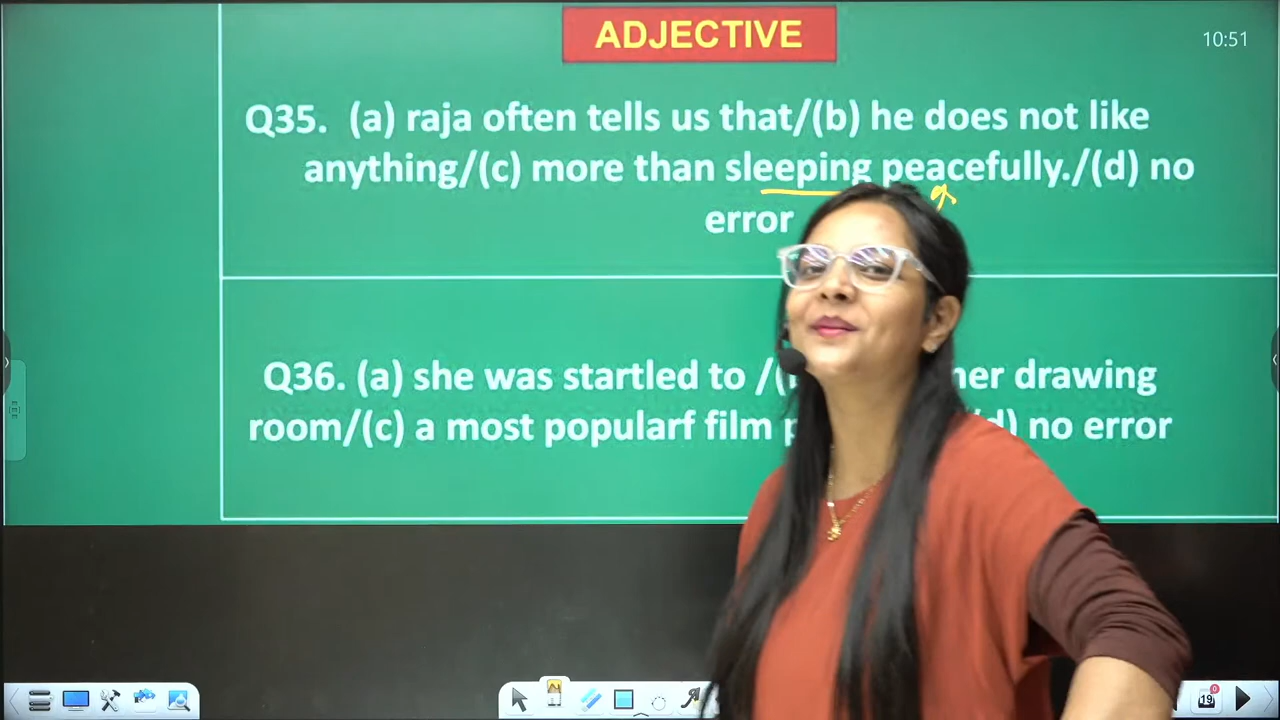 ADJECTIVE
10:51
Q35. (a) raja often tells us that/(b) he does not like
anything/(c) more than sleeping peacefully./(d) no
error
Q36. (a) she was startled to /( her drawing
room/(c) a most popularf film d) no error
19